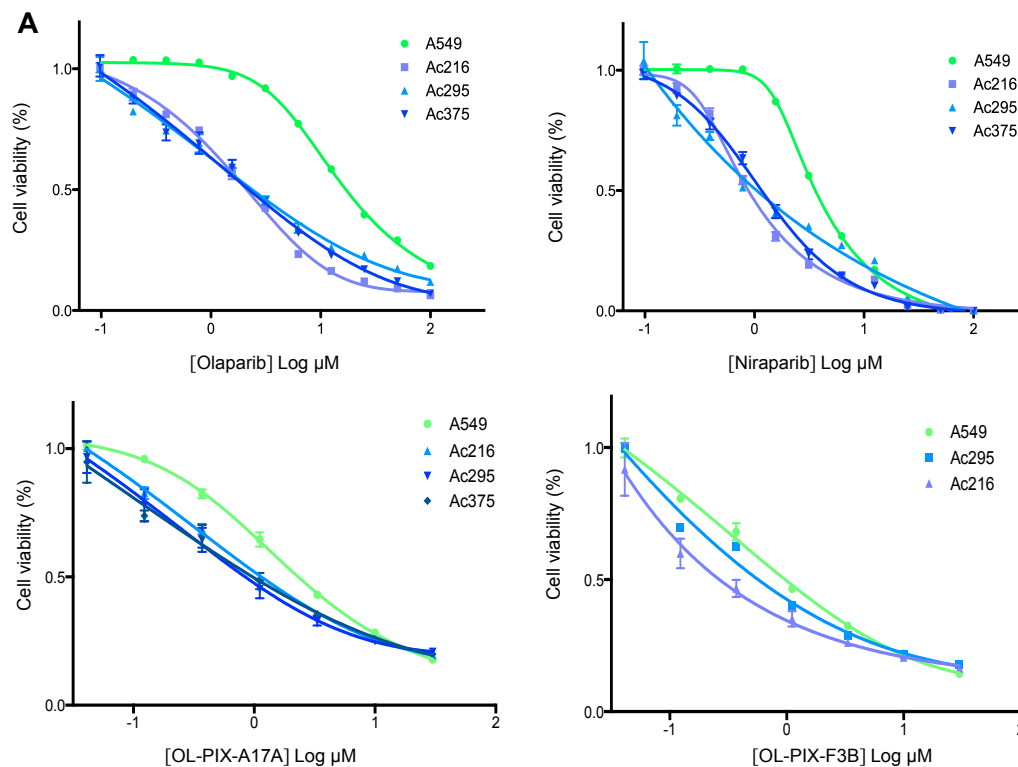 A
A549
Ac216
Ac295
Ac375
Cell viability (%)
1.0
0.5
0.0
-1
0
1
2
[Olaparib] Log µM
A549
Ac216
Ac295
Ac375
Cell viability (%)
1.0
0.5
0.0
-1
0
1
2
[Niraparib] Log µM
A549
Ac216
Ac295
Ac375
Cell viability (%)
1.0
0.5
0.0
-1
0
1
2
[OL-PIX-A17A] Log µM
A549
Ac295
Ac216
Cell viability (%)
1.0
0.5
0.0
-1
0
1
2
[OL-PIX-F3B] Log µM